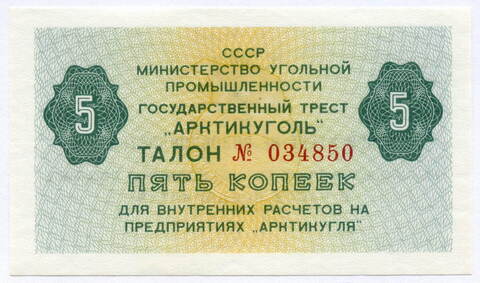 СССР
МИНИСТЕРСТВО УГОЛЬНОЙ
ПРОМЫШЛЕННОСТИ
ГОСУДАРСТВЕННЫЙ ТРЕСТ
„АРКТИКУГОЛЬ"
5
5
ТАЛОН № 034850
ПЯТЬ КОПЕЕК
ДЛЯ ВНУТРЕННИХ РАСЧЕТОВ НА
ПРЕДПРИЯТИЯХ „АРКТИКУГЛЯ"